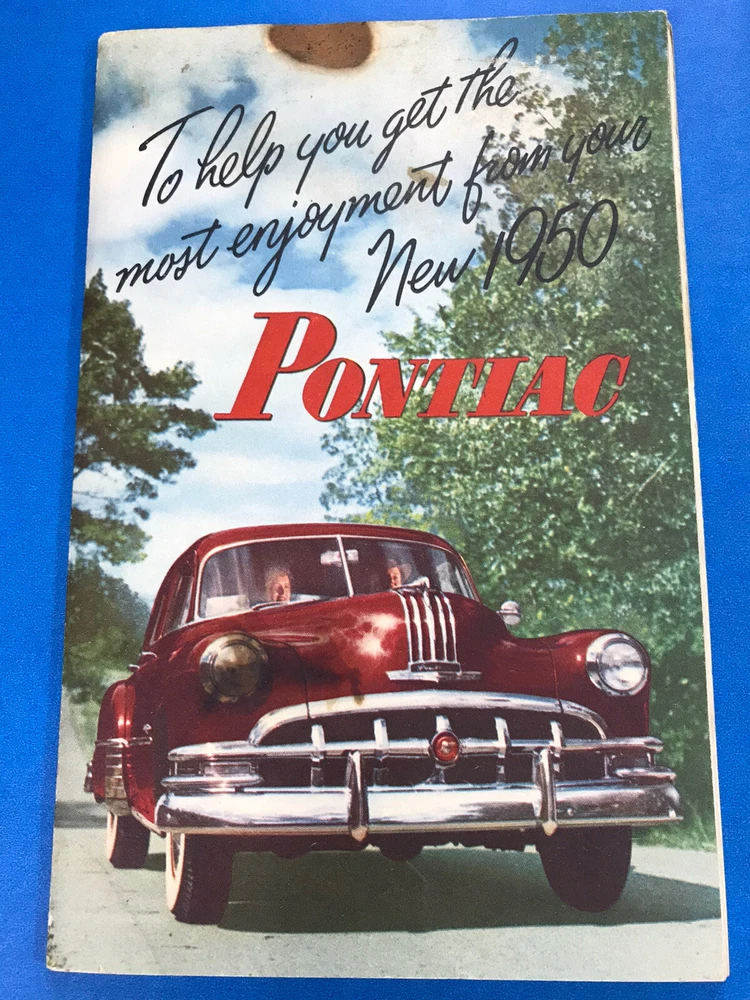 To help you get the
most enjoyment from your
New 1950
PONTIAC